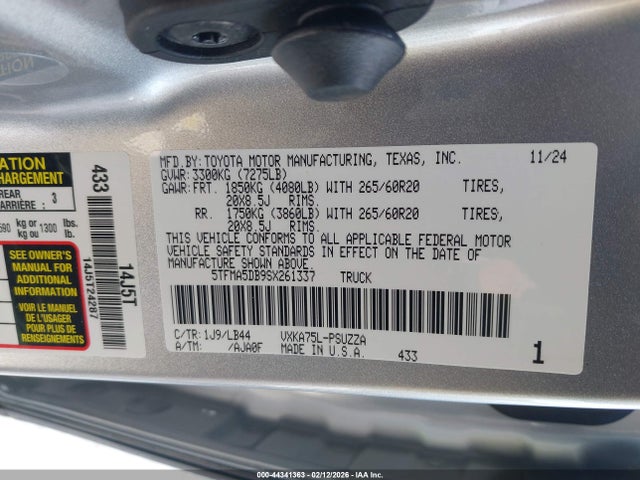 MFD.BY: TOYOTA MOTOR MANUFACTURING, TEXAS, INC. 11/24
GVWR: 3300KG (7275LB)
GAWR: FRT. 1850KG (4080LB) WITH 265/60R20 TIRES,
20X8.5J RIMS.
RR. 1750KG (3860LB) WITH 265/60R20 TIRES,
20X8.5J RIMS.
THIS VEHICLE CONFORMS TO ALL APPLICABLE FEDERAL MOTOR
VEHICLE SAFETY STANDARDS IN EFFECT ON THE DATE OF
MANUFACTURE SHOWN ABOVE.
5TFMA5DB9SX261337 TRUCK
C/TR: 1J9/LB44 VXKA75L-PSUZZA
A/TM: /AJA0F MADE IN U.S.A. 433 1
ATION
HARGEMENT
REAR
ARRIÈRE : 3
590 kg or 1300 lbs.
kg ou lb.
SEE OWNER'S
MANUAL FOR
ADDITIONAL
INFORMATION
VOIR LE MANUEL
DE L'USAGER
POUR PLUS DE
RENSEIGNEMENTS
433
14J5T
14J5T24287
000-44341363 - 02/12/2026 - COPART